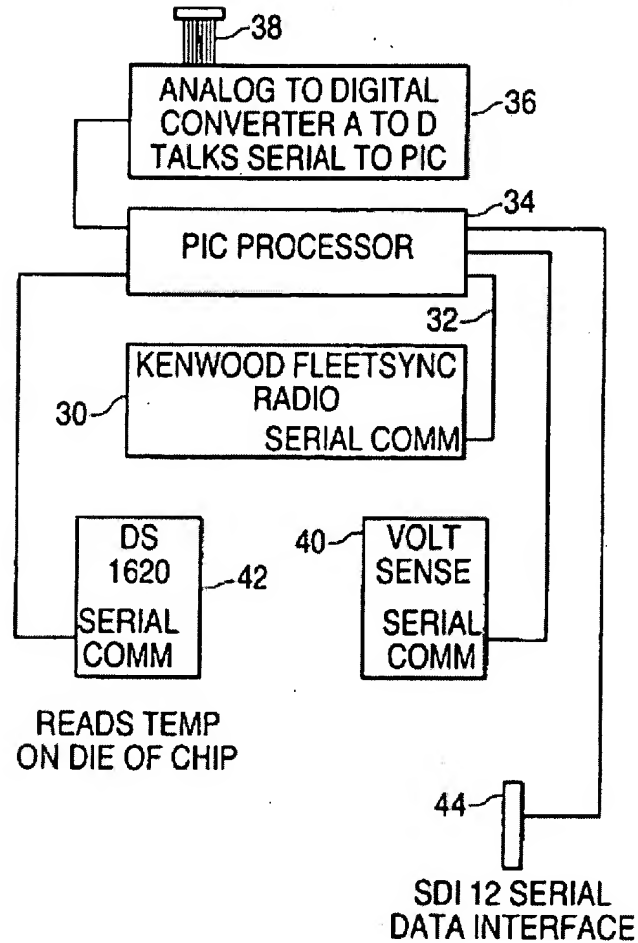 38
ANALOG TO DIGITAL
CONVERTER A TO D
TALKS SERIAL TO PIC
36
34
PIC PROCESSOR
32
KENWOOD FLEETSYNC
RADIO
30
SERIAL COMM
DS
1620
SERIAL
COMM
42
40
VOLT
SENSE
SERIAL
COMM
READS TEMP
ON DIE OF CHIP
44
SDI 12 SERIAL
DATA INTERFACE